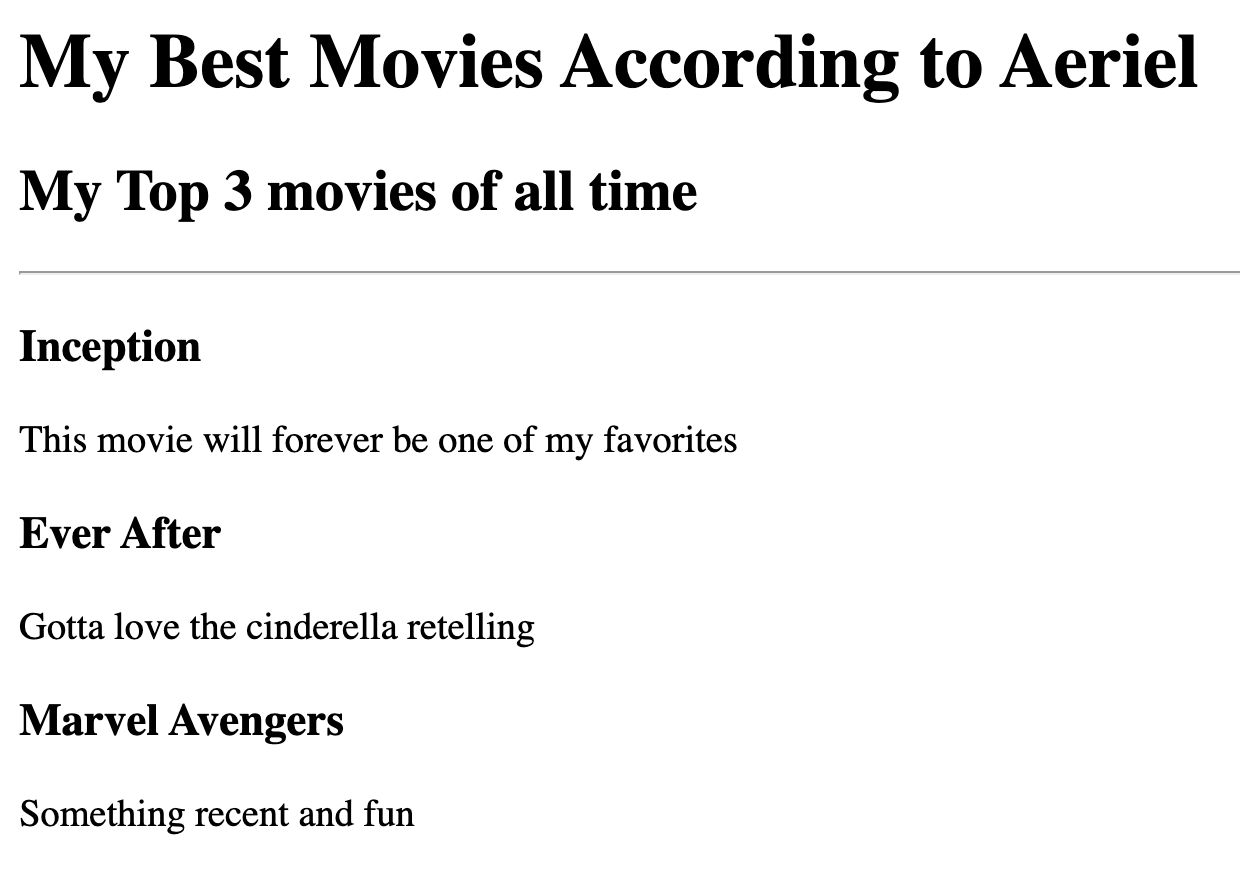 My Best Movies According to Aeriel
My Top 3 movies of all time
Inception
This movie will forever be one of my favorites
Ever After
Gotta love the cinderella retelling
Marvel Avengers
Something recent and fun